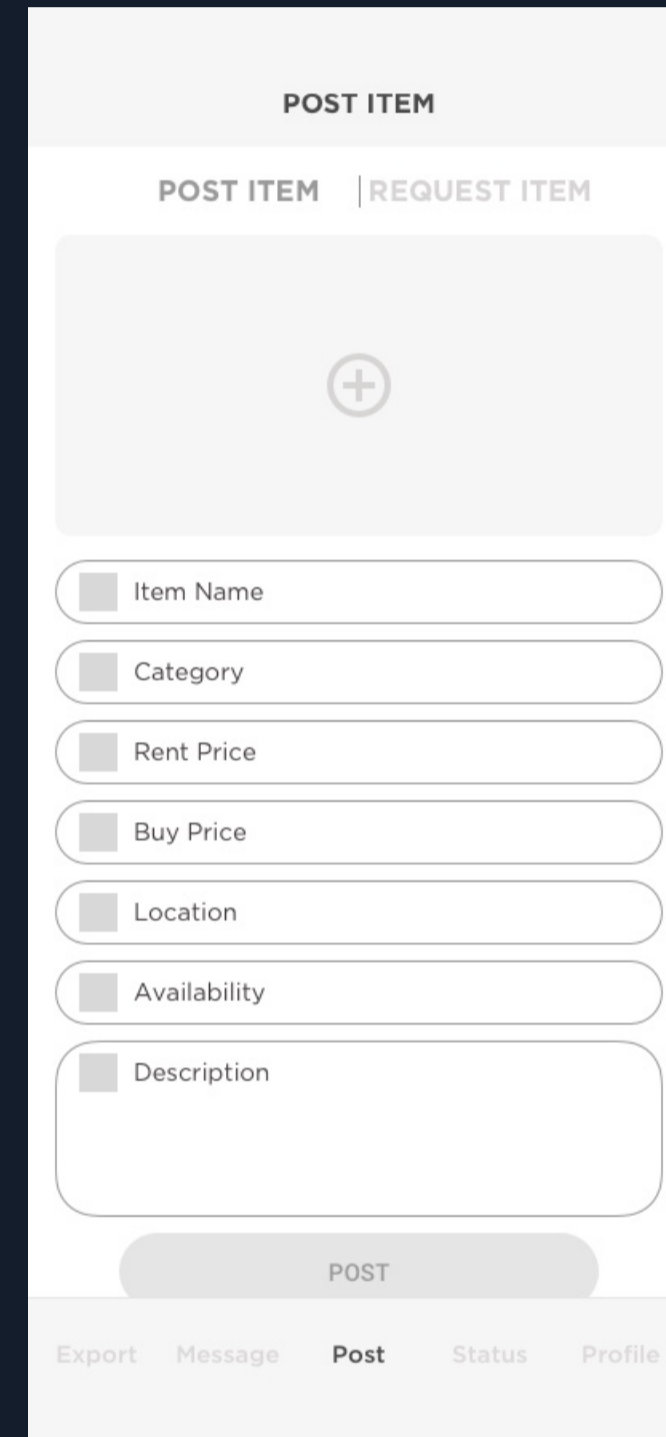 POST ITEM
POST ITEM REQUEST ITEM
Item Name
Category
Rent Price
Buy Price
Location
Availability
Description
POST
Export Message Post Status Profile